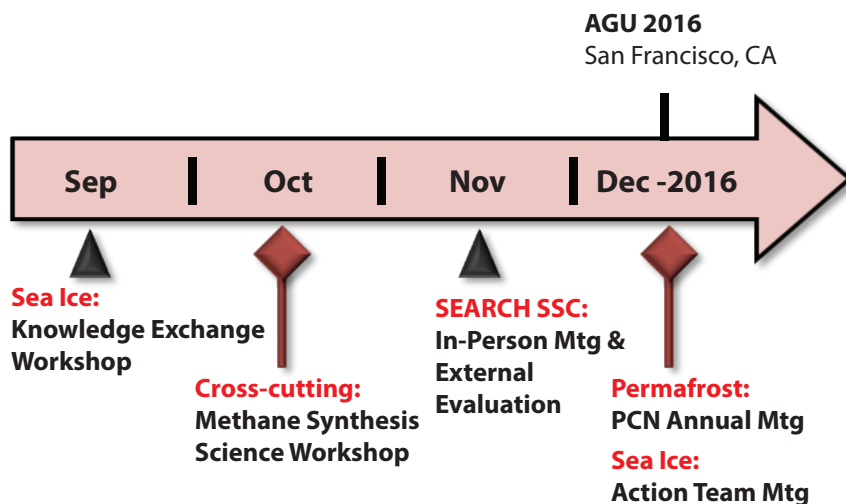 AGU 2016
San Francisco, CA
Sep
Oct
Nov
Dec -2016
Sea Ice:
Knowledge Exchange
Workshop
Cross-cutting:
Methane Synthesis
Science Workshop
SEARCH SSC:
In-Person Mtg &
External
Evaluation
Permafrost:
PCN Annual Mtg
Sea Ice:
Action Team Mtg